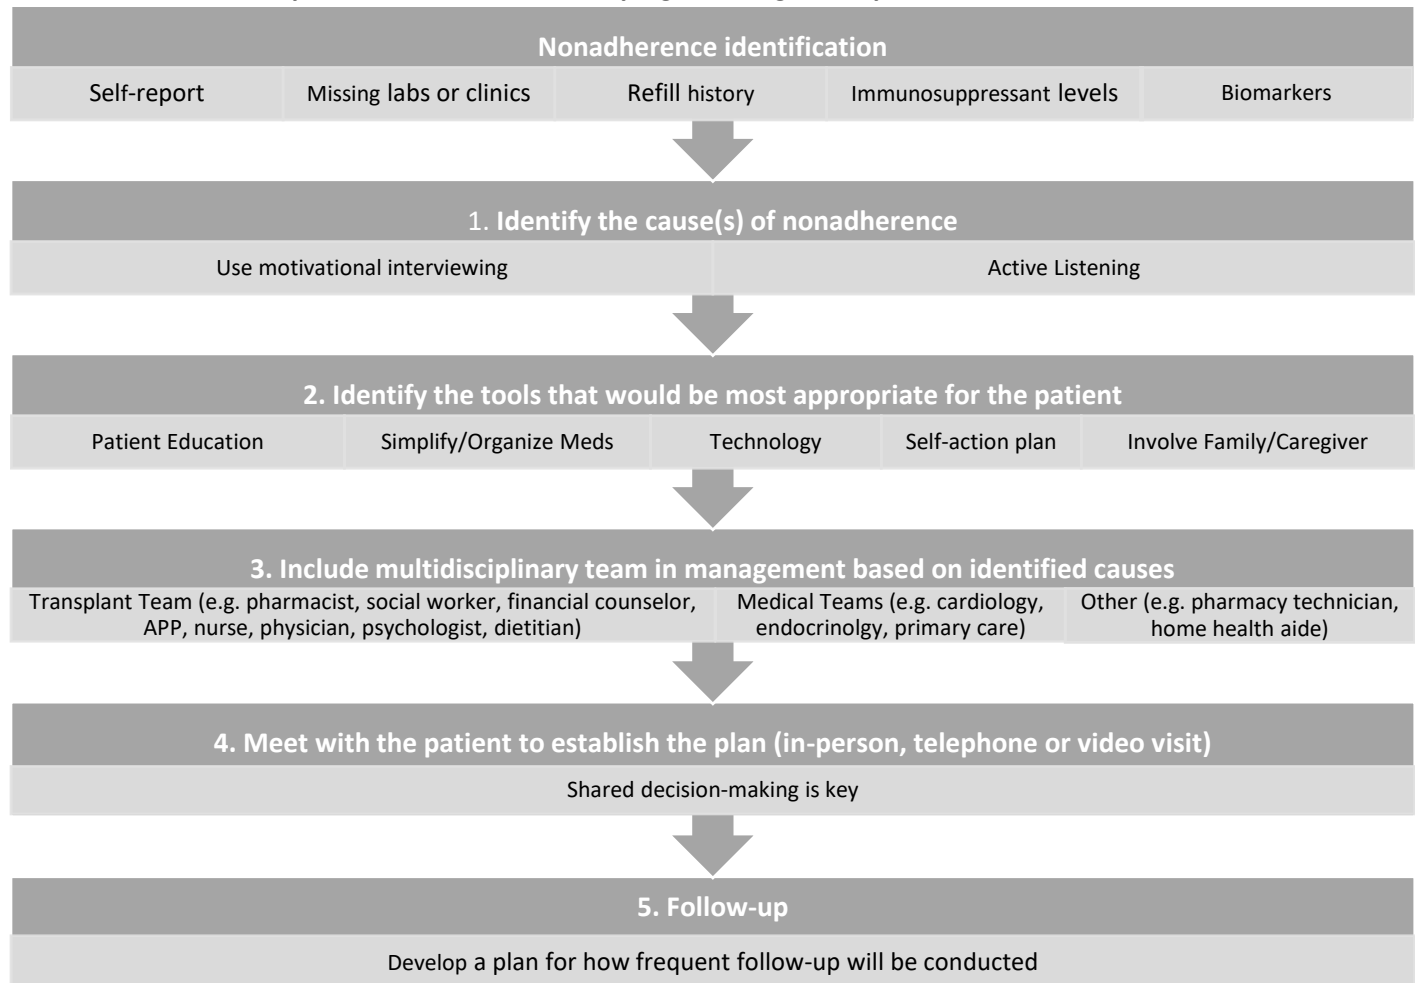 Nonadherence identification
Self-report
Missing labs or clinics
Refill history
Immunosuppressant levels
Biomarkers
1. Identify the cause(s) of nonadherence
Use motivational interviewing
Active Listening
2. Identify the tools that would be most appropriate for the patient
Patient Education
Simplify/Organize Meds
Technology
Self-action plan
Involve Family/Caregiver
3. Include multidisciplinary team in management based on identified causes
Transplant Team (e.g. pharmacist, social worker, financial counselor,
APP, nurse, physician, psychologist, dietitian)
Medical Teams (e.g. cardiology,
endocrinolgy, primary care)
Other (e.g. pharmacy technician,
home health aide)
4. Meet with the patient to establish the plan (in-person, telephone or video visit)
Shared decision-making is key
5. Follow-up
Develop a plan for how frequent follow-up will be conducted